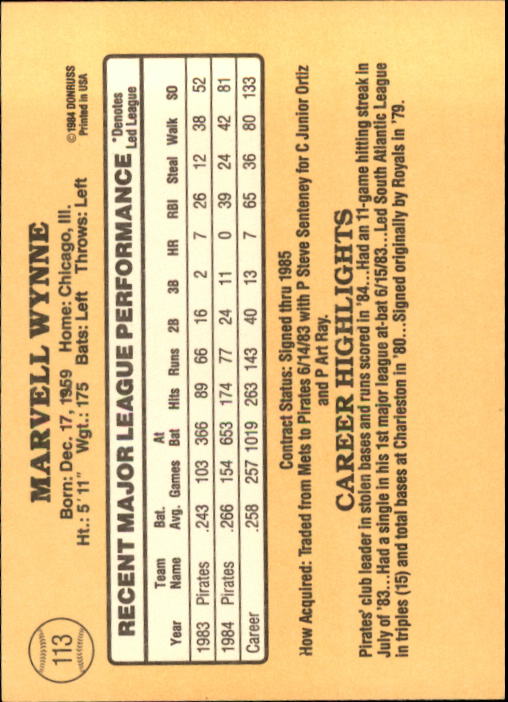 113
MARVELL WYNNE
Born: Dec. 17, 1959 Home: Chicago, Ill.
Ht.: 5'11" Wgt.: 175 Bats: Left Throws: Left
©1984 DONRUSS
Printed in USA
RECENT MAJOR LEAGUE PERFORMANCE *Denotes Led League
Year Team Name Bat. Avg. Games At Bat Hits Runs 2B 3B HR RBI Steal Walk SO
1983 Pirates .243 103 366 89 66 16 2 7 26 12 38 52
1984 Pirates .266 154 653 174 77 24 11 0 39 24 42 81
Career .258 257 1019 263 143 40 13 7 65 36 80 133
Contract Status: Signed thru 1985
How Acquired: Traded from Mets to Pirates 6/14/83 with P Steve Senteney for C Junior Ortiz
and P Art Ray.
CAREER HIGHLIGHTS
Pirates' club leader in stolen bases and runs scored in '84...Had an 11-game hitting streak in
July of '83...Had a single in his 1st major league at-bat 6/15/83...Led South Atlantic League
in triples (15) and total bases at Charleston in '80...Signed originally by Royals in '79.